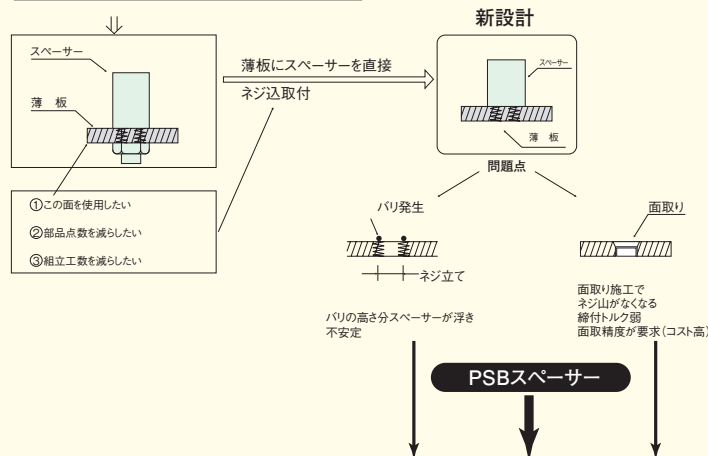 新設計
スペーサー
薄 板
薄板にスペーサーを直接
ネジ込取付
スペーサー
薄 板
①この面を使用したい
②部品点数を減らしたい
③組立工数を減らしたい
問題点
バリ発生
ネジ立て
バリの高さ分スペーサーが浮き
不安定
面取り
面取り施工で
ネジ山がなくなる
締付トルク弱
面取精度が要求(コスト高)
PSBスペーサー